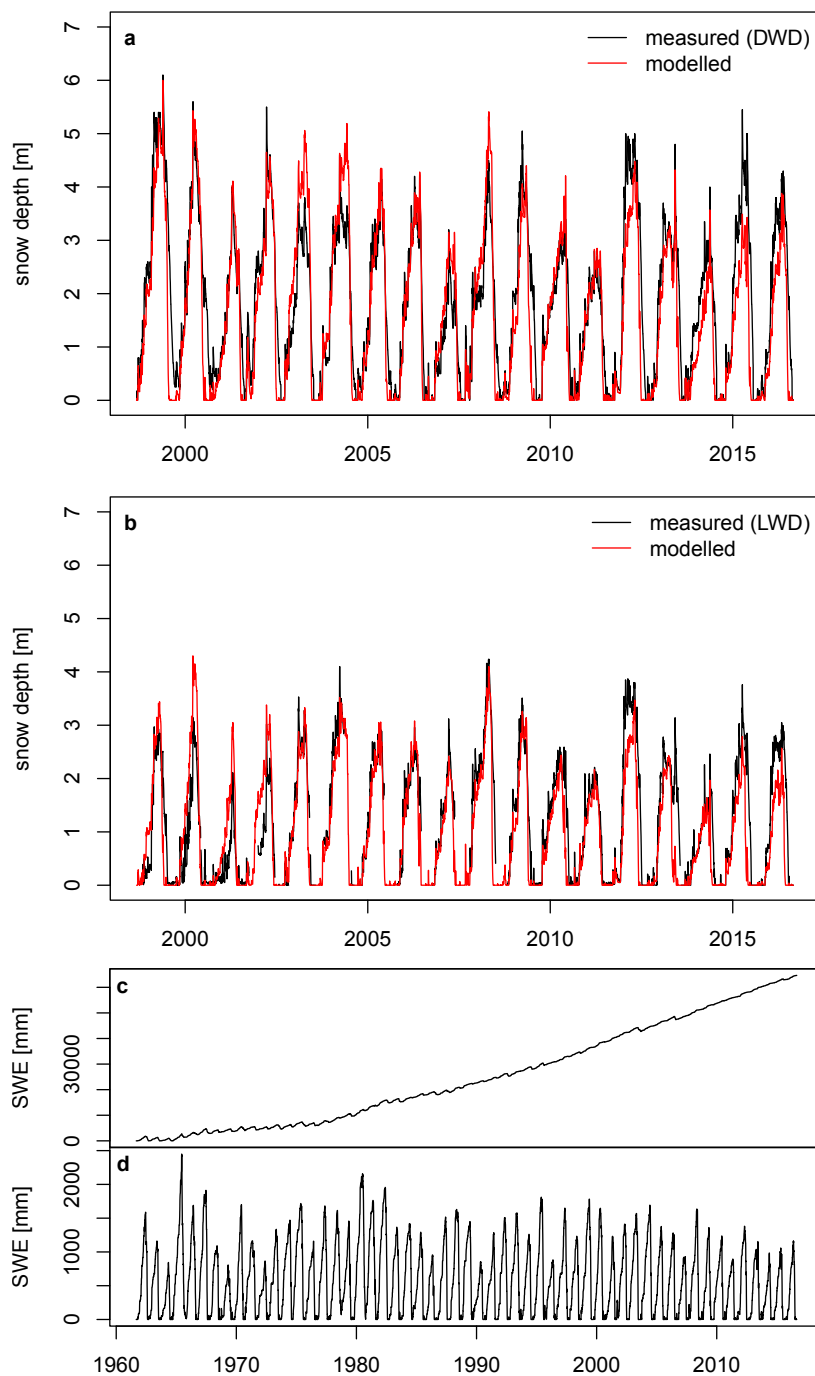 a
measured (DWD)
modelled
snow depth [m]
7
6
5
4
3
2
1
0
2000 2005 2010 2015
b
measured (LWD)
modelled
snow depth [m]
7
6
5
4
3
2
1
0
2000 2005 2010 2015
c
SWE [mm]
30000
0
d
SWE [mm]
2000
1000
0
1960 1970 1980 1990 2000 2010